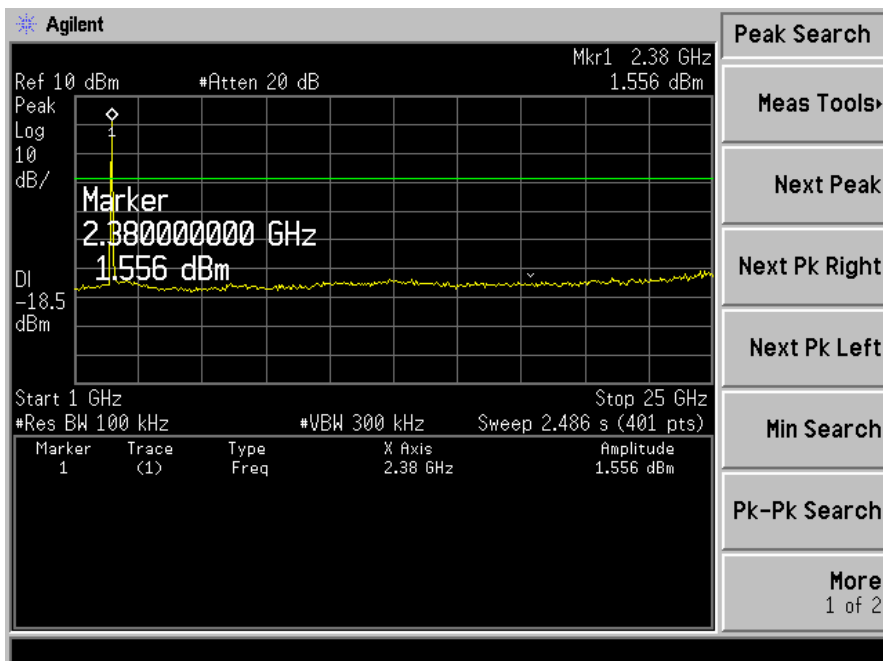 Agilent
Peak Search
Mkr1 2.38 GHz
Ref 10 dBm #Atten 20 dB 1.556 dBm
Peak
Log
10
dB/
1
Marker
2.380000000 GHz
1.556 dBm
DI
-18.5
dBm
Start 1 GHz Stop 25 GHz
#Res BW 100 kHz #VBW 300 kHz Sweep 2.486 s (401 pts)
Marker Trace Type X Axis Amplitude
1 (1) Freq 2.38 GHz 1.556 dBm
Meas Tools
Next Peak
Next Pk Right
Next Pk Left
Min Search
Pk-Pk Search
More
1 of 2